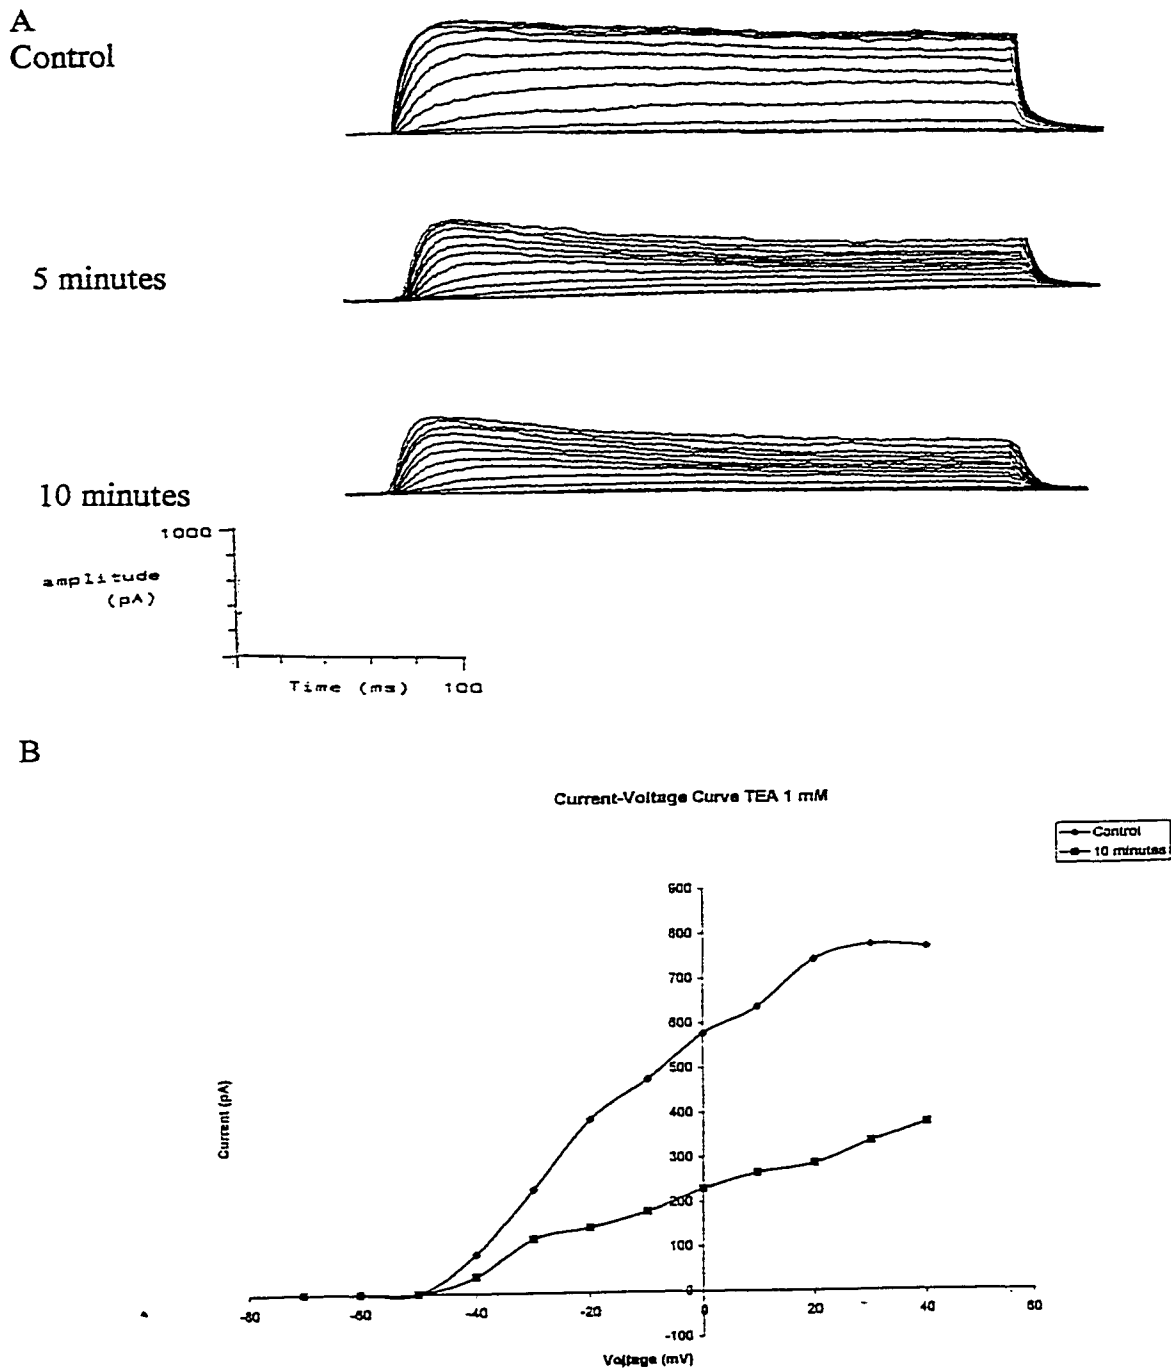 A
Control
5 minutes
10 minutes
1000
amplitude
(pA)
Time (ms) 100
B
Current-Voltage Curve TEA 1 mM
Control
10 minutes
900
800
700
600
500
400
300
200
100
0
-100
Current (pA)
-80 -60 -40 -20 0 20 40 60
Voltage (mV)